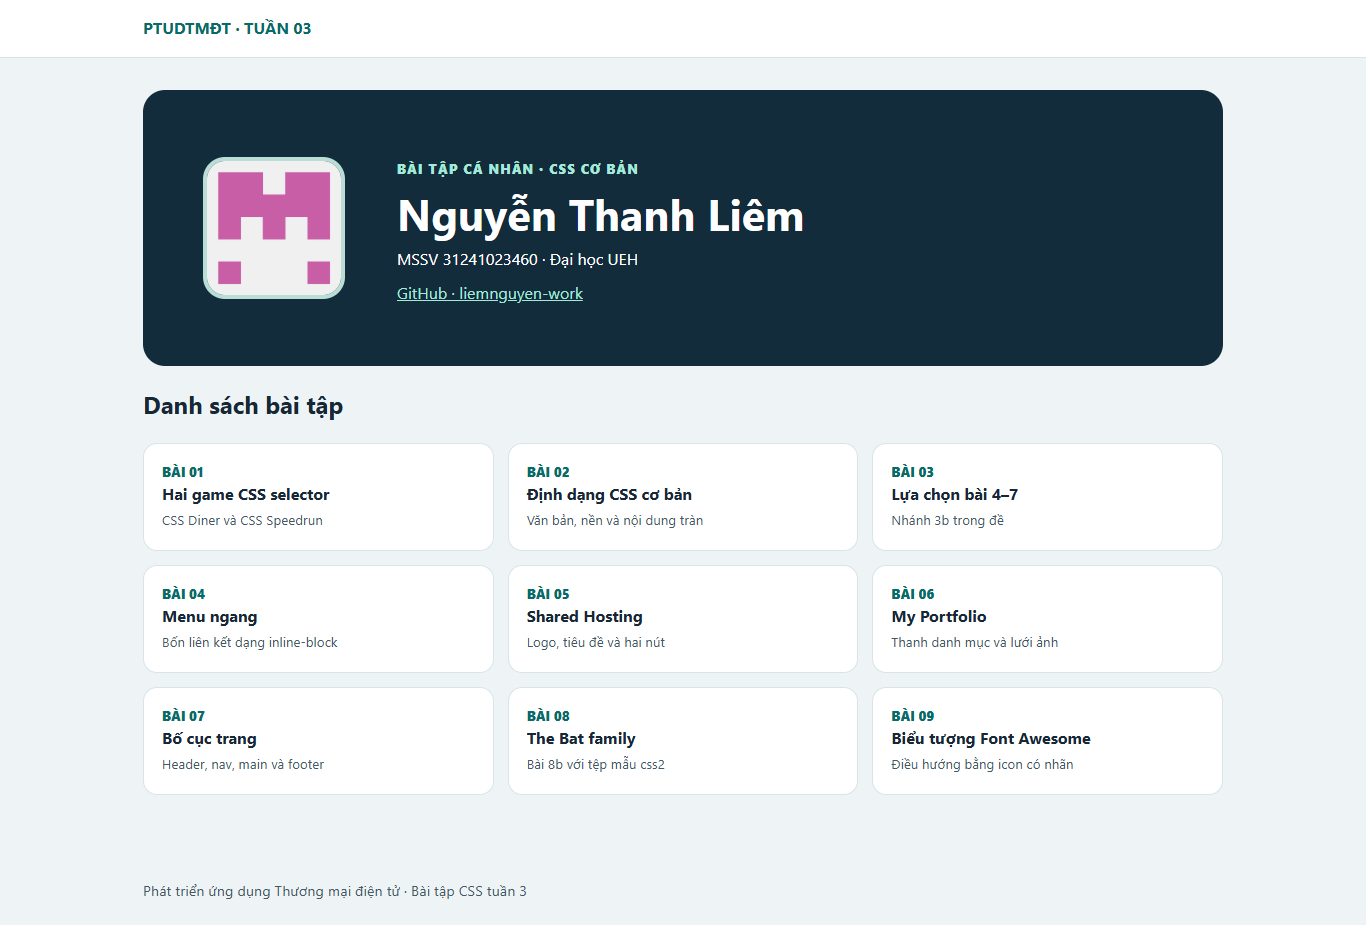 PTUDTMĐT · TUẦN 03
BÀI TẬP CÁ NHÂN · CSS CƠ BẢN
Nguyễn Thanh Liêm
MSSV 31241023460 · Đại học UEH
GitHub · liemnguyen-work
Danh sách bài tập
BÀI 01
Hai game CSS selector
CSS Diner và CSS Speedrun
BÀI 02
Định dạng CSS cơ bản
Văn bản, nền và nội dung tràn
BÀI 03
Lựa chọn bài 4–7
Nhánh 3b trong đề
BÀI 04
Menu ngang
Bốn liên kết dạng inline-block
BÀI 05
Shared Hosting
Logo, tiêu đề và hai nút
BÀI 06
My Portfolio
Thanh danh mục và lưới ảnh
BÀI 07
Bố cục trang
Header, nav, main và footer
BÀI 08
The Bat family
Bài 8b với tệp mẫu css2
BÀI 09
Biểu tượng Font Awesome
Điều hướng bằng icon có nhãn
Phát triển ứng dụng Thương mại điện tử · Bài tập CSS tuần 3